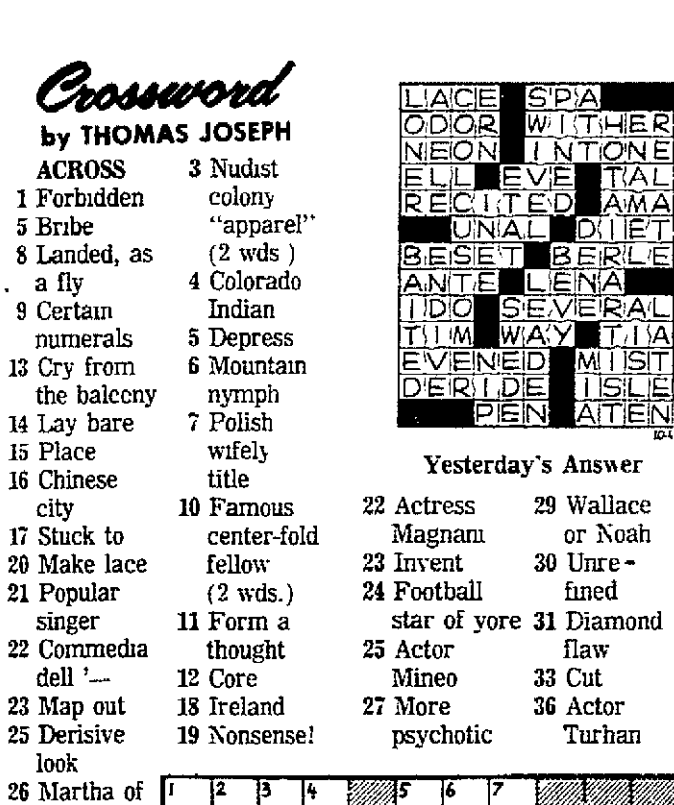 Crossword
by THOMAS JOSEPH
ACROSS
1 Forbidden
5 Bribe
8 Landed, as
a fly
9 Certain
numerals
13 Cry from
the balcony
14 Lay bare
15 Place
16 Chinese
city
17 Stuck to
20 Make lace
21 Popular
singer
22 Commedia
dell '—
23 Map out
25 Derisive
look
26 Martha of
3 Nudist
colony
"apparel"
(2 wds )
4 Colorado
Indian
5 Depress
6 Mountain
nymph
7 Polish
wifely
title
10 Famous
center-fold
fellow
(2 wds.)
11 Form a
thought
12 Core
18 Ireland
19 Nonsense!
LACE SPA
ODOR WITHER
NEON INTONE
ELL EVE TAL
RECITED AMA
UNAL DIET
BESET BERLE
ANTE LENA
IDO SEVERAL
TIM WAY TIA
EVENED MIST
DERIDE ISLE
PEN ATEN
10-4
Yesterday's Answer
22 Actress
Magnani
23 Invent
24 Football
star of yore
25 Actor
Mineo
27 More
psychotic
29 Wallace
or Noah
30 Unre-
fined
31 Diamond
flaw
33 Cut
36 Actor
Turhan
1 2 3 4 5 6 7